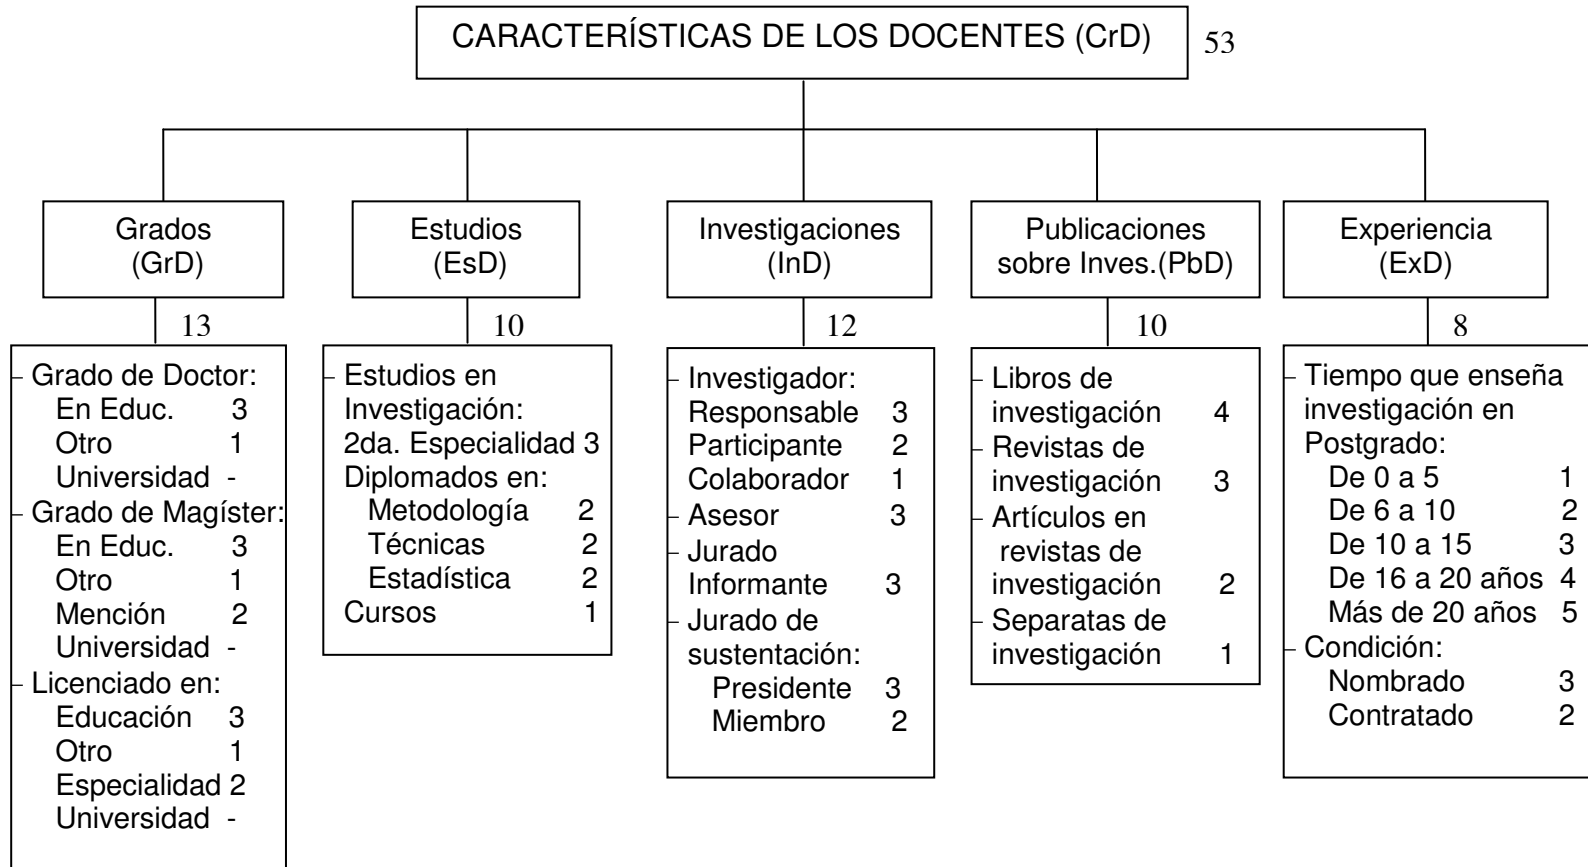 CARACTERÍSTICAS DE LOS DOCENTES (CrD) 53
Grados
(GrD)
13
– Grado de Doctor:
En Educ. 3
Otro 1
Universidad -
– Grado de Magíster:
En Educ. 3
Otro 1
Mención 2
Universidad -
– Licenciado en:
Educación 3
Otro 1
Especialidad 2
Universidad -
Estudios
(EsD)
10
– Estudios en
Investigación:
2da. Especialidad 3
Diplomados en:
Metodología 2
Técnicas 2
Estadística 2
Cursos 1
Investigaciones
(InD)
12
– Investigador:
Responsable 3
Participante 2
Colaborador 1
– Asesor 3
– Jurado
Informante 3
– Jurado de
sustentación:
Presidente 3
Miembro 2
Publicaciones
sobre Inves.(PbD)
10
– Libros de
investigación 4
– Revistas de
investigación 3
– Artículos en
revistas de
investigación 2
– Separatas de
investigación 1
Experiencia
(ExD)
8
– Tiempo que enseña
investigación en
Postgrado:
De 0 a 5 1
De 6 a 10 2
De 10 a 15 3
De 16 a 20 años 4
Más de 20 años 5
– Condición:
Nombrado 3
Contratado 2